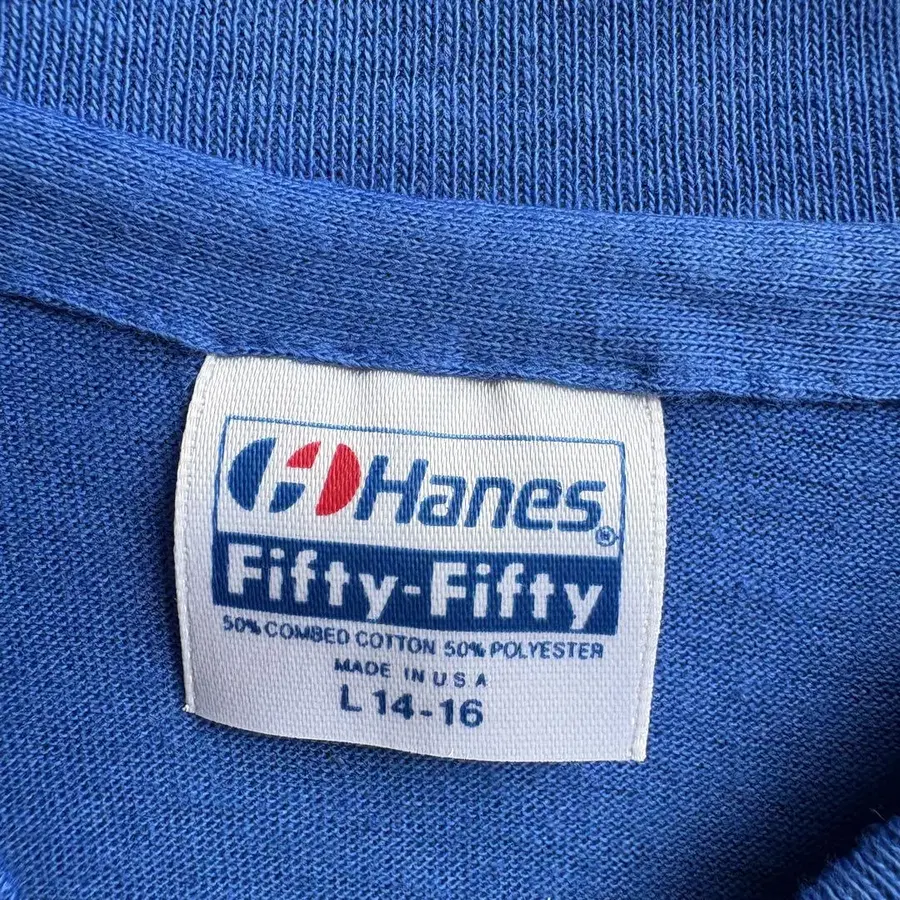 Hanes®
Fifty-Fifty
50% COMBED COTTON 50% POLYESTER
MADE IN U S A
L 14-16